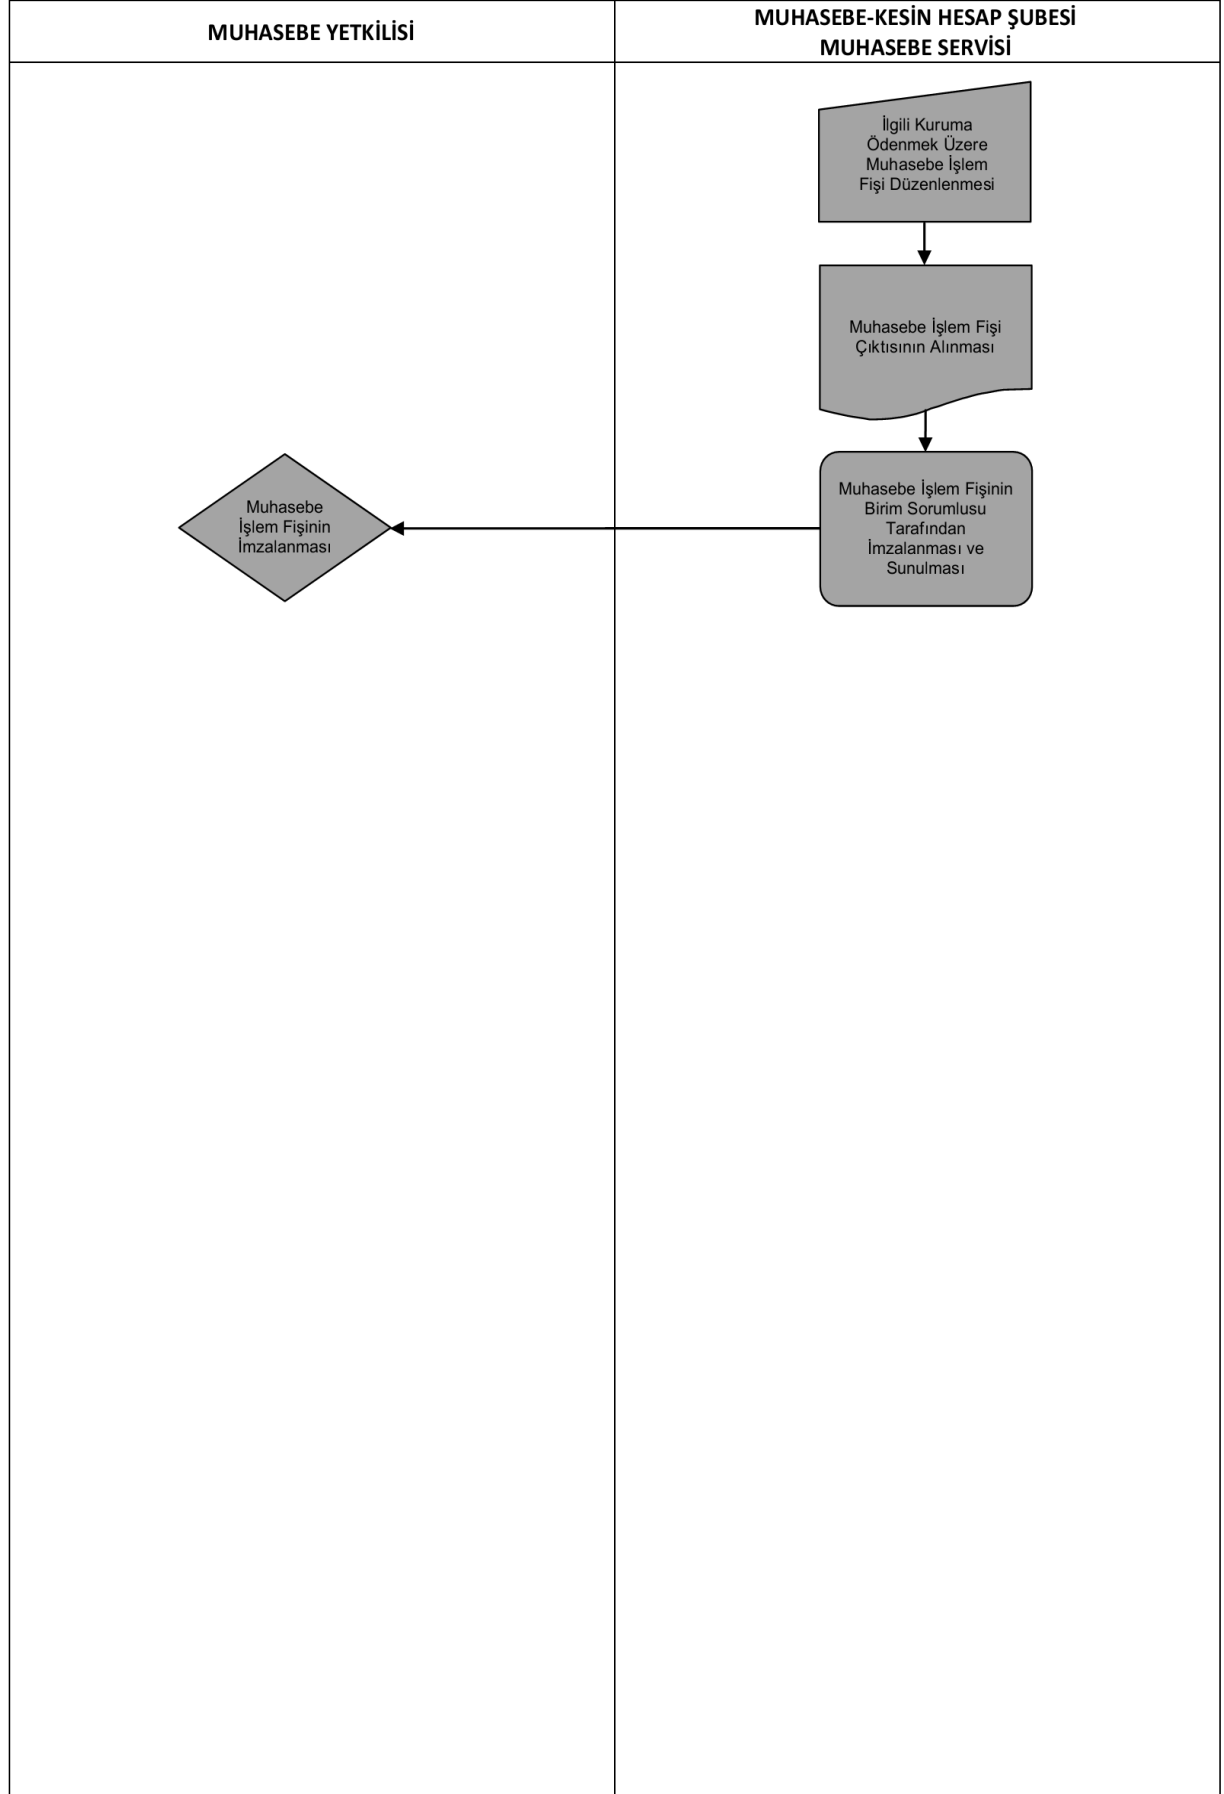 MUHASEBE YETKİLİSİ
MUHASEBE-KESİN HESAP ŞUBESİ
MUHASEBE SERVİSİ
İlgili Kuruma
Ödenmek Üzere
Muhasebe İşlem
Fişi Düzenlenmesi
Muhasebe İşlem Fişi
Çıktısının Alınması
Muhasebe İşlem Fişinin
Birim Sorumlusu
Tarafından
İmzalanması ve
Sunulması
Muhasebe
İşlem Fişinin
İmzalanması